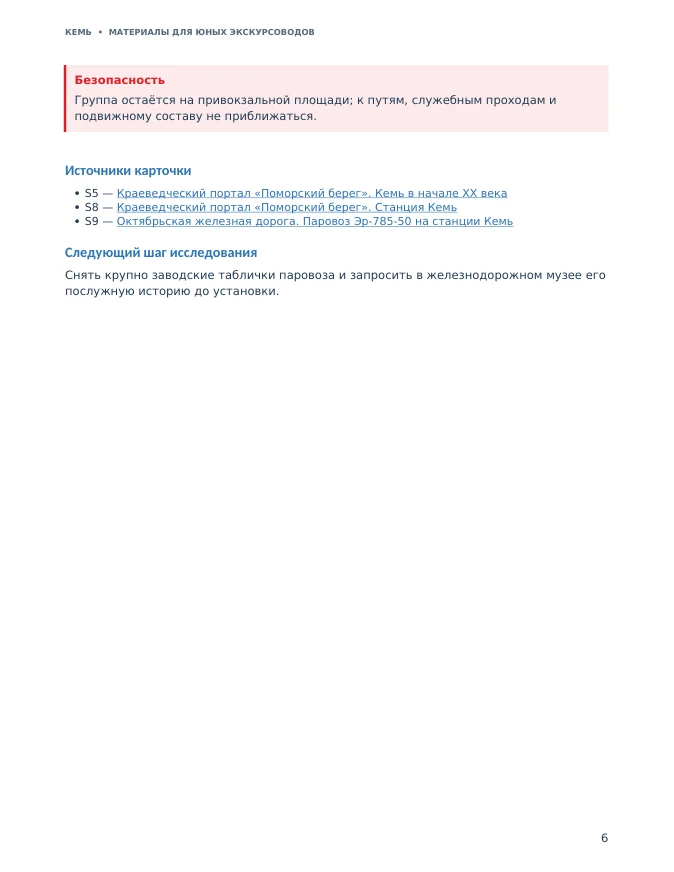 КЕМЬ • МАТЕРИАЛЫ ДЛЯ ЮНЫХ ЭКСКУРСОВОДОВ
Безопасность
Группа остаётся на привокзальной площади; к путям, служебным проходам и
подвижному составу не приближаться.
Источники карточки
• S5 — Краеведческий портал «Поморский берег». Кемь в начале XX века
• S8 — Краеведческий портал «Поморский берег». Станция Кемь
• S9 — Октябрьская железная дорога. Паровоз Эр-785-50 на станции Кемь
Следующий шаг исследования
Снять крупно заводские таблички паровоза и запросить в железнодорожном музее его
послужную историю до установки.
6